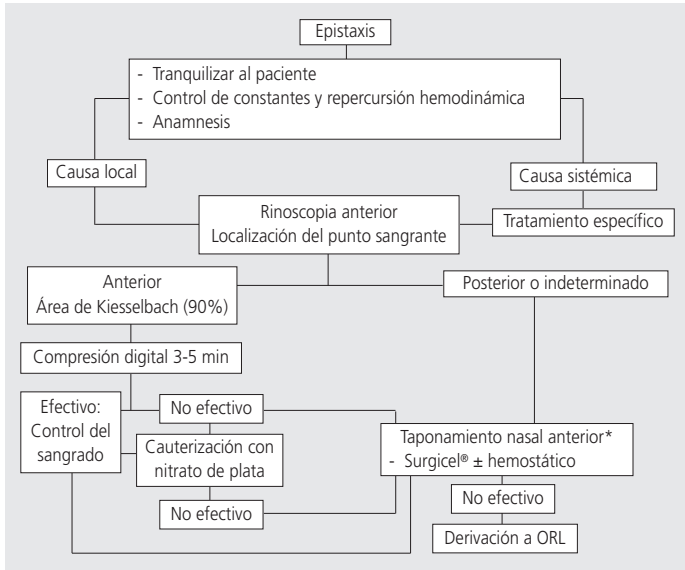 Epistaxis
- Tranquilizar al paciente
- Control de constantes y repercursión hemodinámica
- Anamnesis
Causa local
Causa sistémica
Rinoscopia anterior
Localización del punto sangrante
Tratamiento específico
Anterior
Área de Kiesselbach (90%)
Posterior o indeterminado
Compresión digital 3-5 min
Efectivo:
Control del
sangrado
No efectivo
Cauterización con
nitrato de plata
No efectivo
Taponamiento nasal anterior*
- Surgicel® ± hemostático
No efectivo
Derivación a ORL